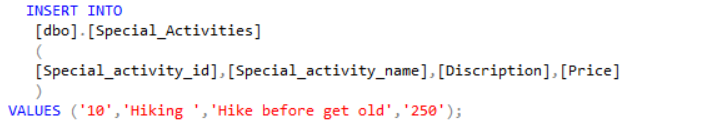 INSERT INTO
[dbo].[Special_Activities]
(
[Special_activity_id],[Special_activity_name],[Discription],[Price]
)
VALUES ('10','Hiking ','Hike before get old','250');